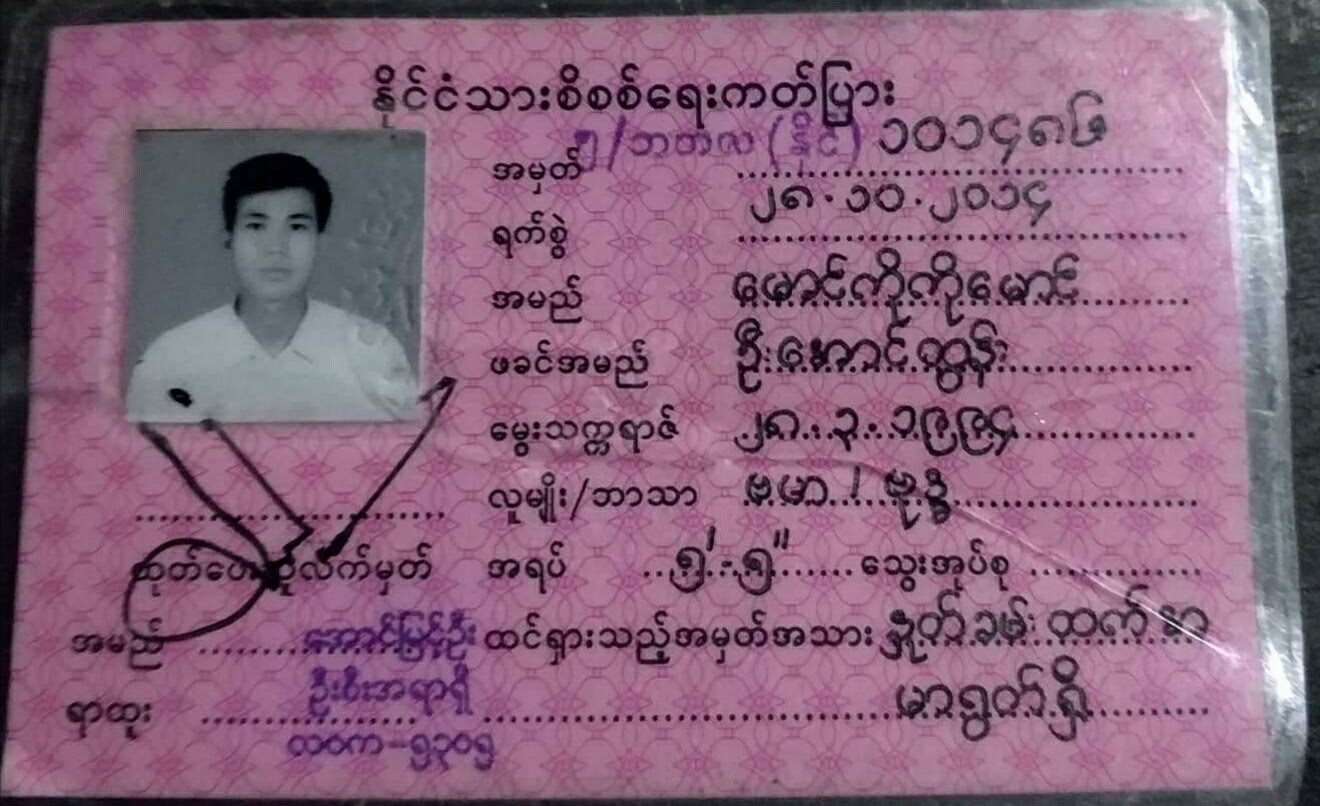 နိုင်ငံသားစိစစ်ရေးကတ်ပြား
အမှတ် ၅/ဘတလ (နိုင်) ၁၀၁၄၈၆
ရက်စွဲ ၂၈.၁၀.၂၀၁၄
အမည် မောင်ကိုကိုမောင်
ဖခင်အမည် ဦးအောင်ထွန်း
မွေးသက္ကရာဇ် ၂၈.၃.၁၉၉၄
လူမျိုး/ဘာသာ ဗမာ / ဗုဒ္ဓ
ထုတ်ပေးသူလက်မှတ် အရပ် ၅'-၅" သွေးအုပ်စု
အမည် အောင်မြင့်ဦး ထင်ရှားသည့်အမှတ်အသား နှုတ်ခမ်းထက်နာ
ရာထူး ဦးစီးအရာရှိ မာရွတ်ရှိ
လဝက-၅၃၀၅